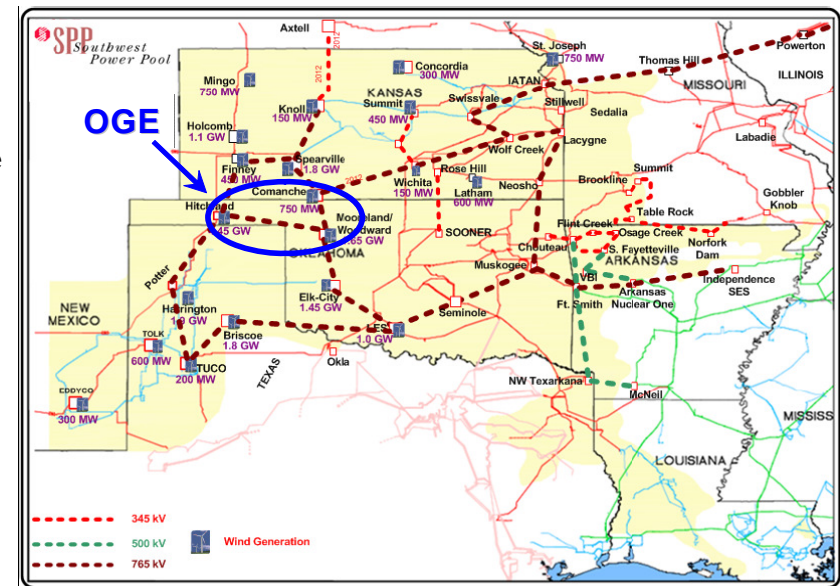 SPP
Southwest
Power Pool
Axtell
2012
2012
St. Joseph
750 MW
Powerton
Concordia
300 MW
Thomas Hill
Mingo
750 MW
IATAN
ILLINOIS
MISSOURI
KANSAS
Swissvale
Summit
450 MW
Knoll
150 MW
Stillwell
Sedalia
OGE
Holcomb
1.1 GW
Labadie
Lacygne
Wolf Creek
Finney
Spearville
1.8 GW
2012
Rose Hill
Summit
Wichita
150 MW
Latham
600 MW
Neosho
Brookline
Comanche
750 MW
Gobbler
Knob
Table Rock
Mooreland/
Woodward
Flint Creek
SOONER
Osage Creek
OKLAHOMA
Chouteau
S. Fayetteville
Norfork
Dam
ARKANSAS
Muskogee
VBI
Independence
SES
Potter
Elk-City
1.45 GW
Arkansas
Nuclear One
Ft. Smith
NEW
MEXICO
Harrington
Seminole
TOLK
600 MW
Briscoe
1.8 GW
LES
1.0 GW
Okla
TUCO
200 MW
TEXAS
NW Texarkana
EDDYCO
300 MW
McNeil
MISSISS
LOUISIANA
345 kV
500 kV
765 kV
Wind Generation